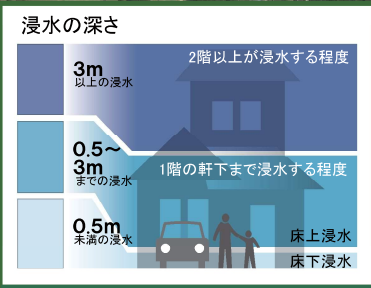 浸水の深さ
2階以上が浸水する程度
3m
以上の浸水
0.5〜
3m
までの浸水
1階の軒下まで浸水する程度
0.5m
未満の浸水
床上浸水
床下浸水